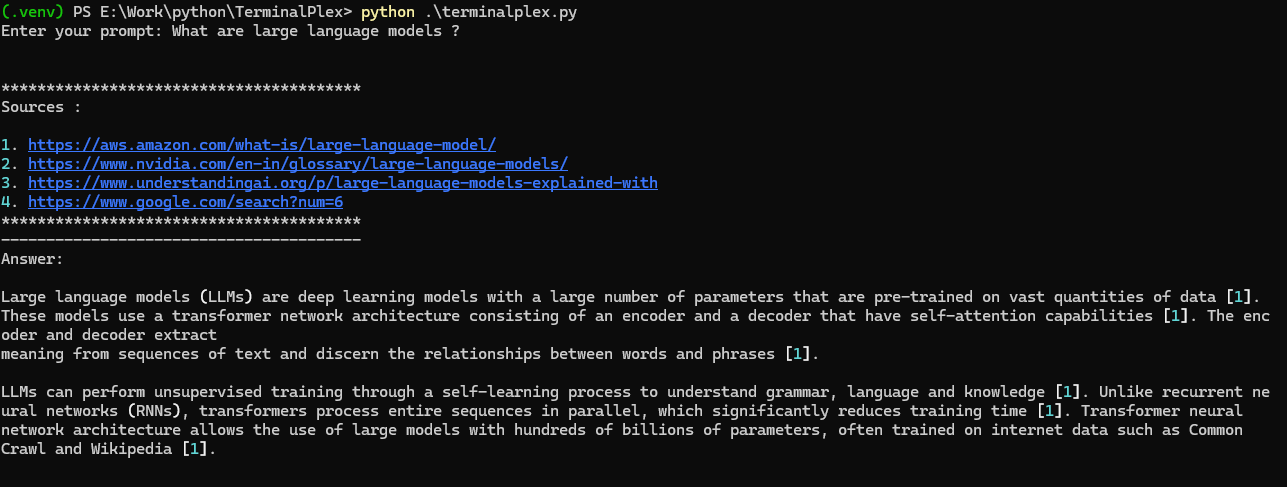 (.venv) PS E:\Work\python\TerminalPlex> python .\terminalplex.py
Enter your prompt: What are large language models ?
****************************************
Sources :
1. https://aws.amazon.com/what-is/large-language-model/
2. https://www.nvidia.com/en-in/glossary/large-language-models/
3. https://www.understandingai.org/p/large-language-models-explained-with
4. https://www.google.com/search?num=6
****************************************
----------------------------------------
Answer:
Large language models (LLMs) are deep learning models with a large number of parameters that are pre-trained on vast quantities of data [1].
These models use a transformer network architecture consisting of an encoder and a decoder that have self-attention capabilities [1]. The enc
oder and decoder extract
meaning from sequences of text and discern the relationships between words and phrases [1].
LLMs can perform unsupervised training through a self-learning process to understand grammar, language and knowledge [1]. Unlike recurrent ne
ural networks (RNNs), transformers process entire sequences in parallel, which significantly reduces training time [1]. Transformer neural
network architecture allows the use of large models with hundreds of billions of parameters, often trained on internet data such as Common
Crawl and Wikipedia [1].